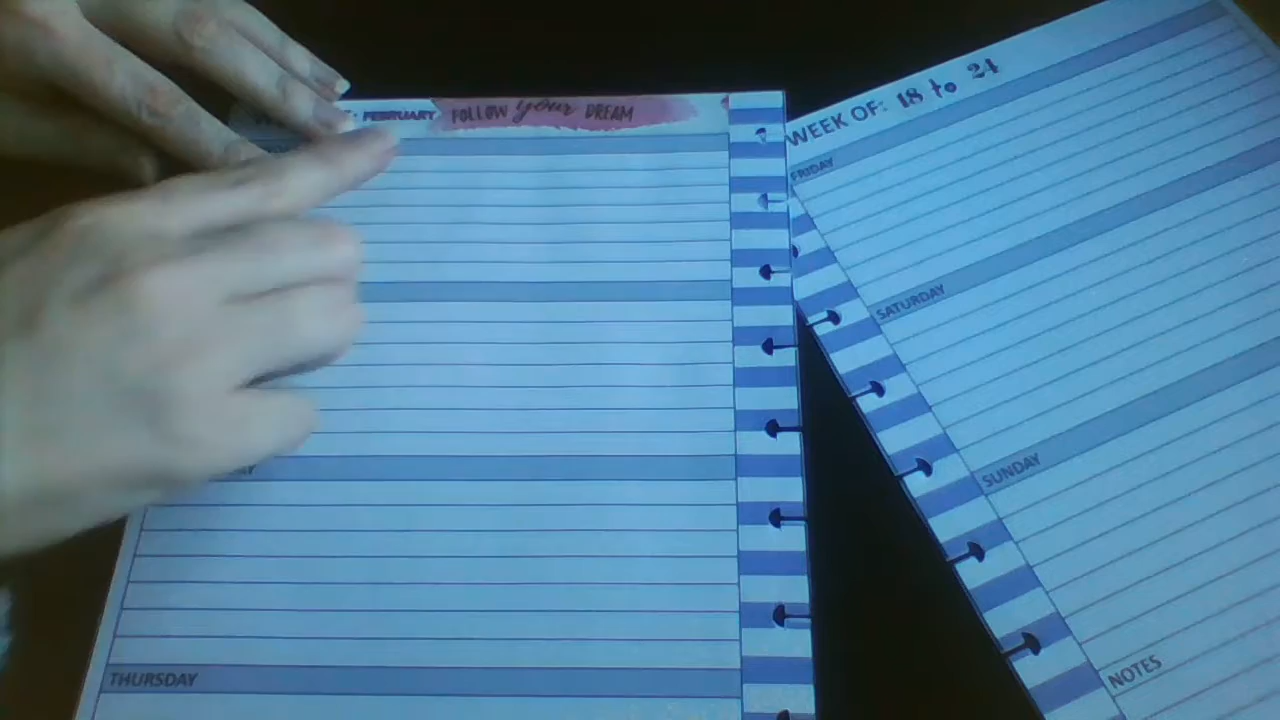 : FEBRUARY FOLLOW your DREAM
THURSDAY
WEEK OF: 18 to 24
FRIDAY
SATURDAY
SUNDAY
NOTES